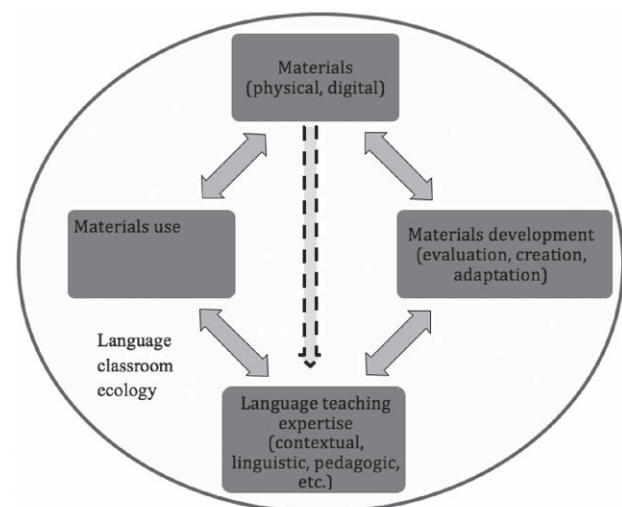 Materials
(physical, digital)
Materials use
Materials development
(evaluation, creation,
adaptation)
Language
classroom
ecology
Language teaching
expertise
(contextual,
linguistic, pedagogic,
etc.)